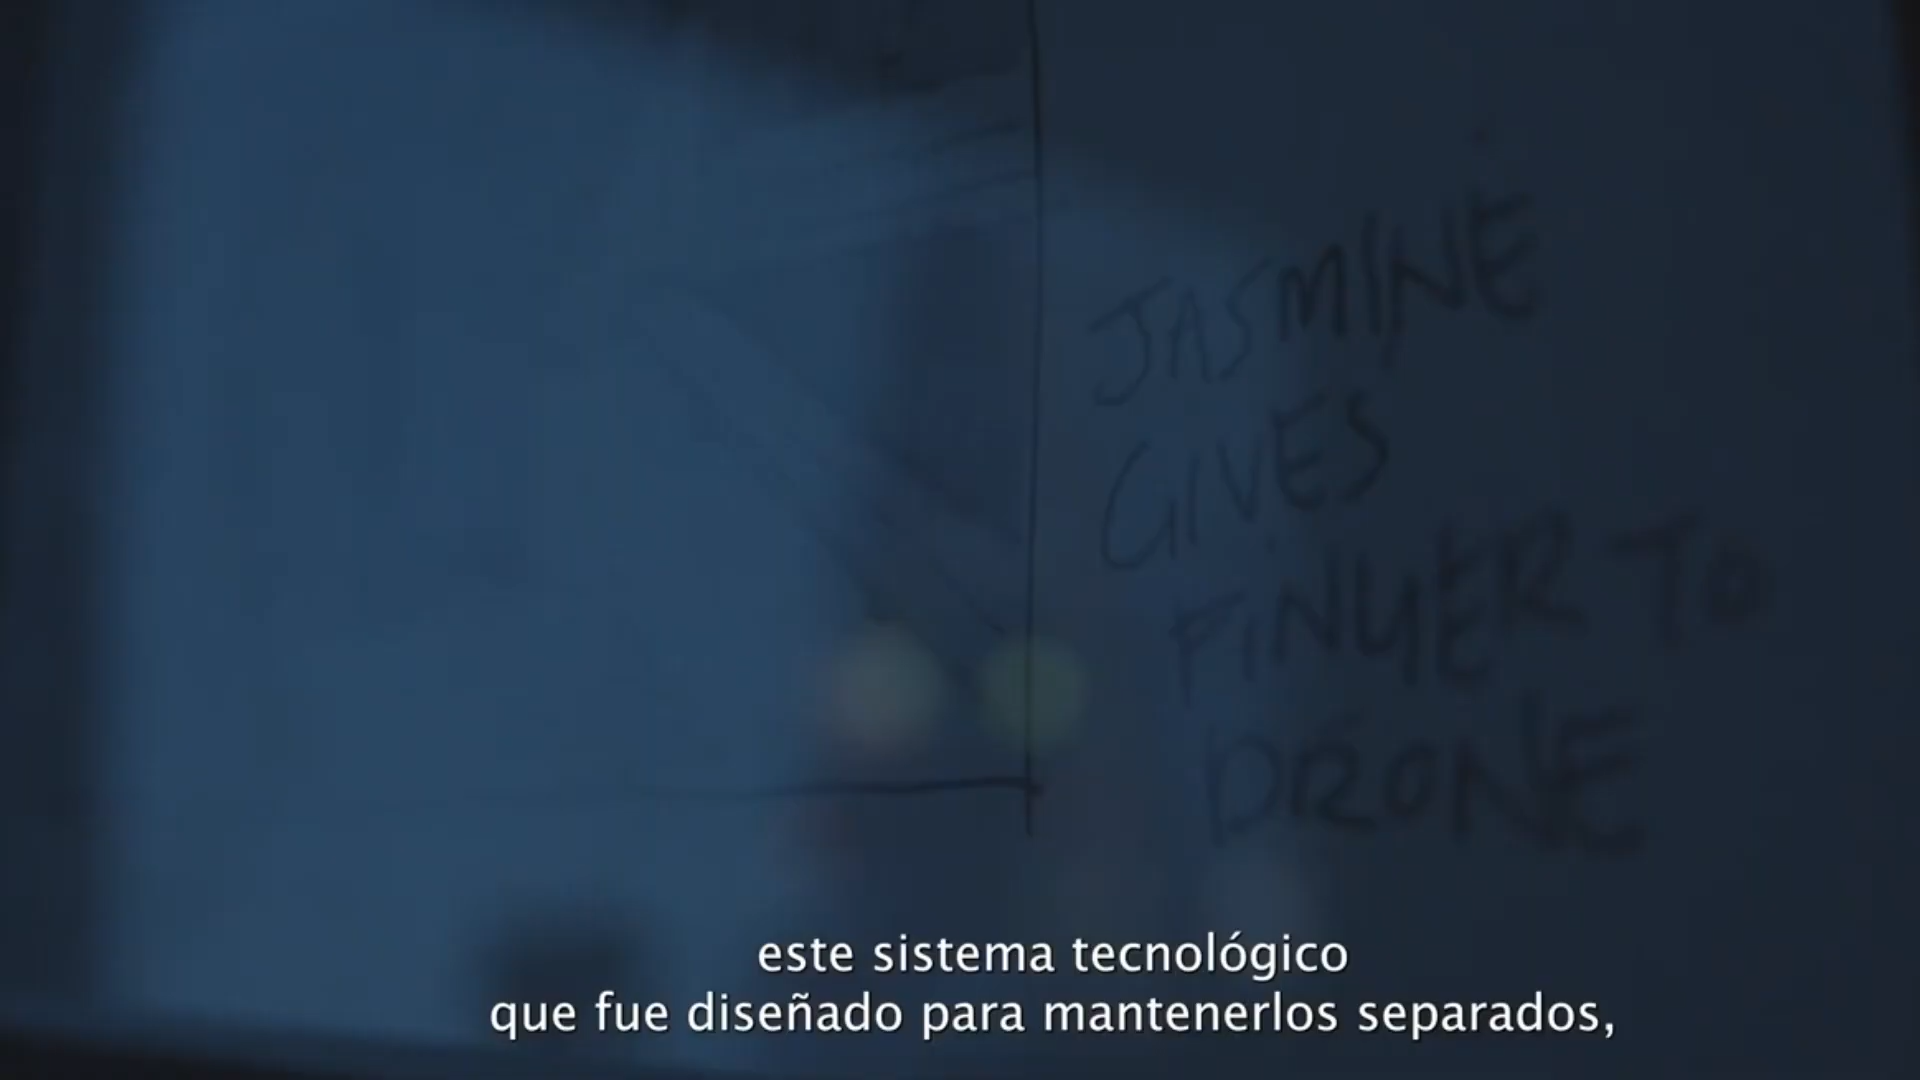 JASMINE
GIVES
FINGER TO
DRONE
este sistema tecnológico
que fue diseñado para mantenerlos separados,